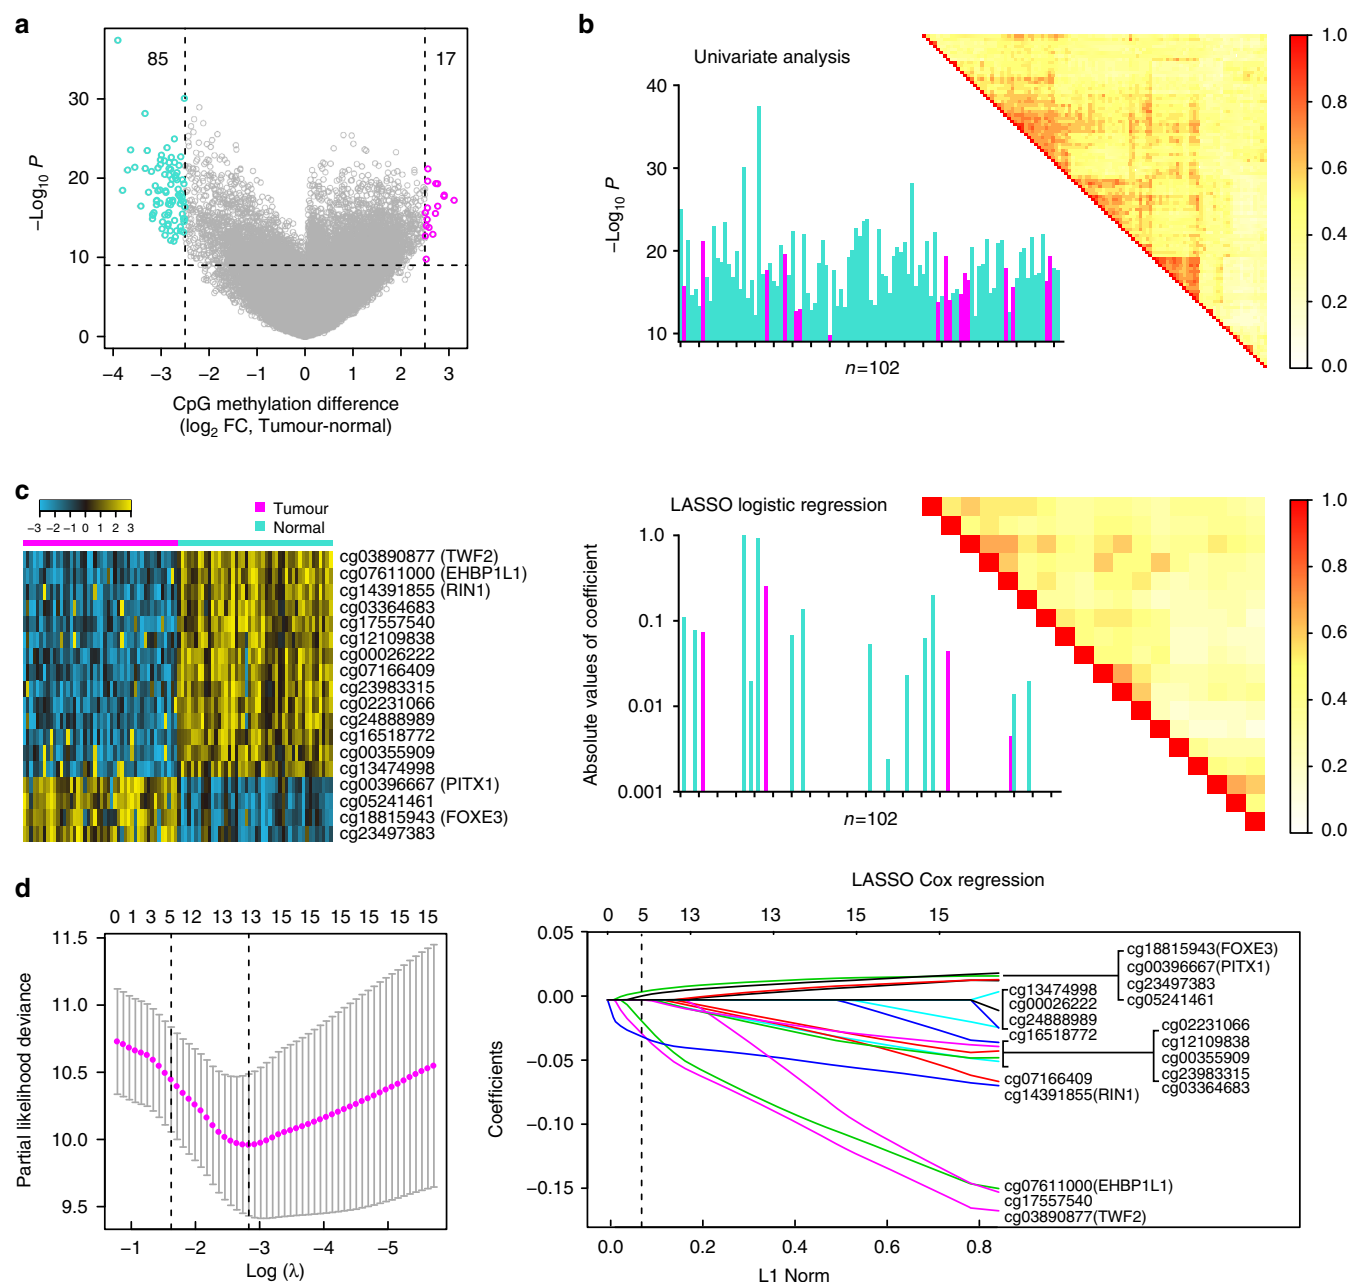 a
85
17
30
20
10
0
−Log10 P
−4 −3 −2 −1 0 1 2 3
CpG methylation difference
(log2 FC, Tumour-normal)
b
Univariate analysis
40
30
20
10
−Log10 P
n=102
1.0
0.8
0.6
0.4
0.2
0.0
c
−3 −2 −1 0 1 2 3
Tumour
Normal
cg03890877 (TWF2)
cg07611000 (EHBP1L1)
cg14391855 (RIN1)
cg03364683
cg17557540
cg12109838
cg00026222
cg07166409
cg23983315
cg02231066
cg24888989
cg16518772
cg00355909
cg13474998
cg00396667 (PITX1)
cg05241461
cg18815943 (FOXE3)
cg23497383
LASSO logistic regression
1.0
0.1
0.01
0.001
Absolute values of coefficient
n=102
1.0
0.8
0.6
0.4
0.2
0.0
d
0 1 3 5 12 13 13 15 15 15 15 15 15
11.5
11.0
10.5
10.0
9.5
Partial likelihood deviance
−1 −2 −3 −4 −5
Log (λ)
LASSO Cox regression
0 5 13 13 15 15
0.05
0.00
−0.05
−0.10
−0.15
Coefficients
cg18815943(FOXE3)
cg00396667(PITX1)
cg23497383
cg05241461
cg13474998
cg00026222
cg24888989
cg16518772
cg02231066
cg12109838
cg00355909
cg23983315
cg03364683
cg07166409
cg14391855(RIN1)
cg07611000(EHBP1L1)
cg17557540
cg03890877(TWF2)
0.0 0.2 0.4 0.6 0.8
L1 Norm